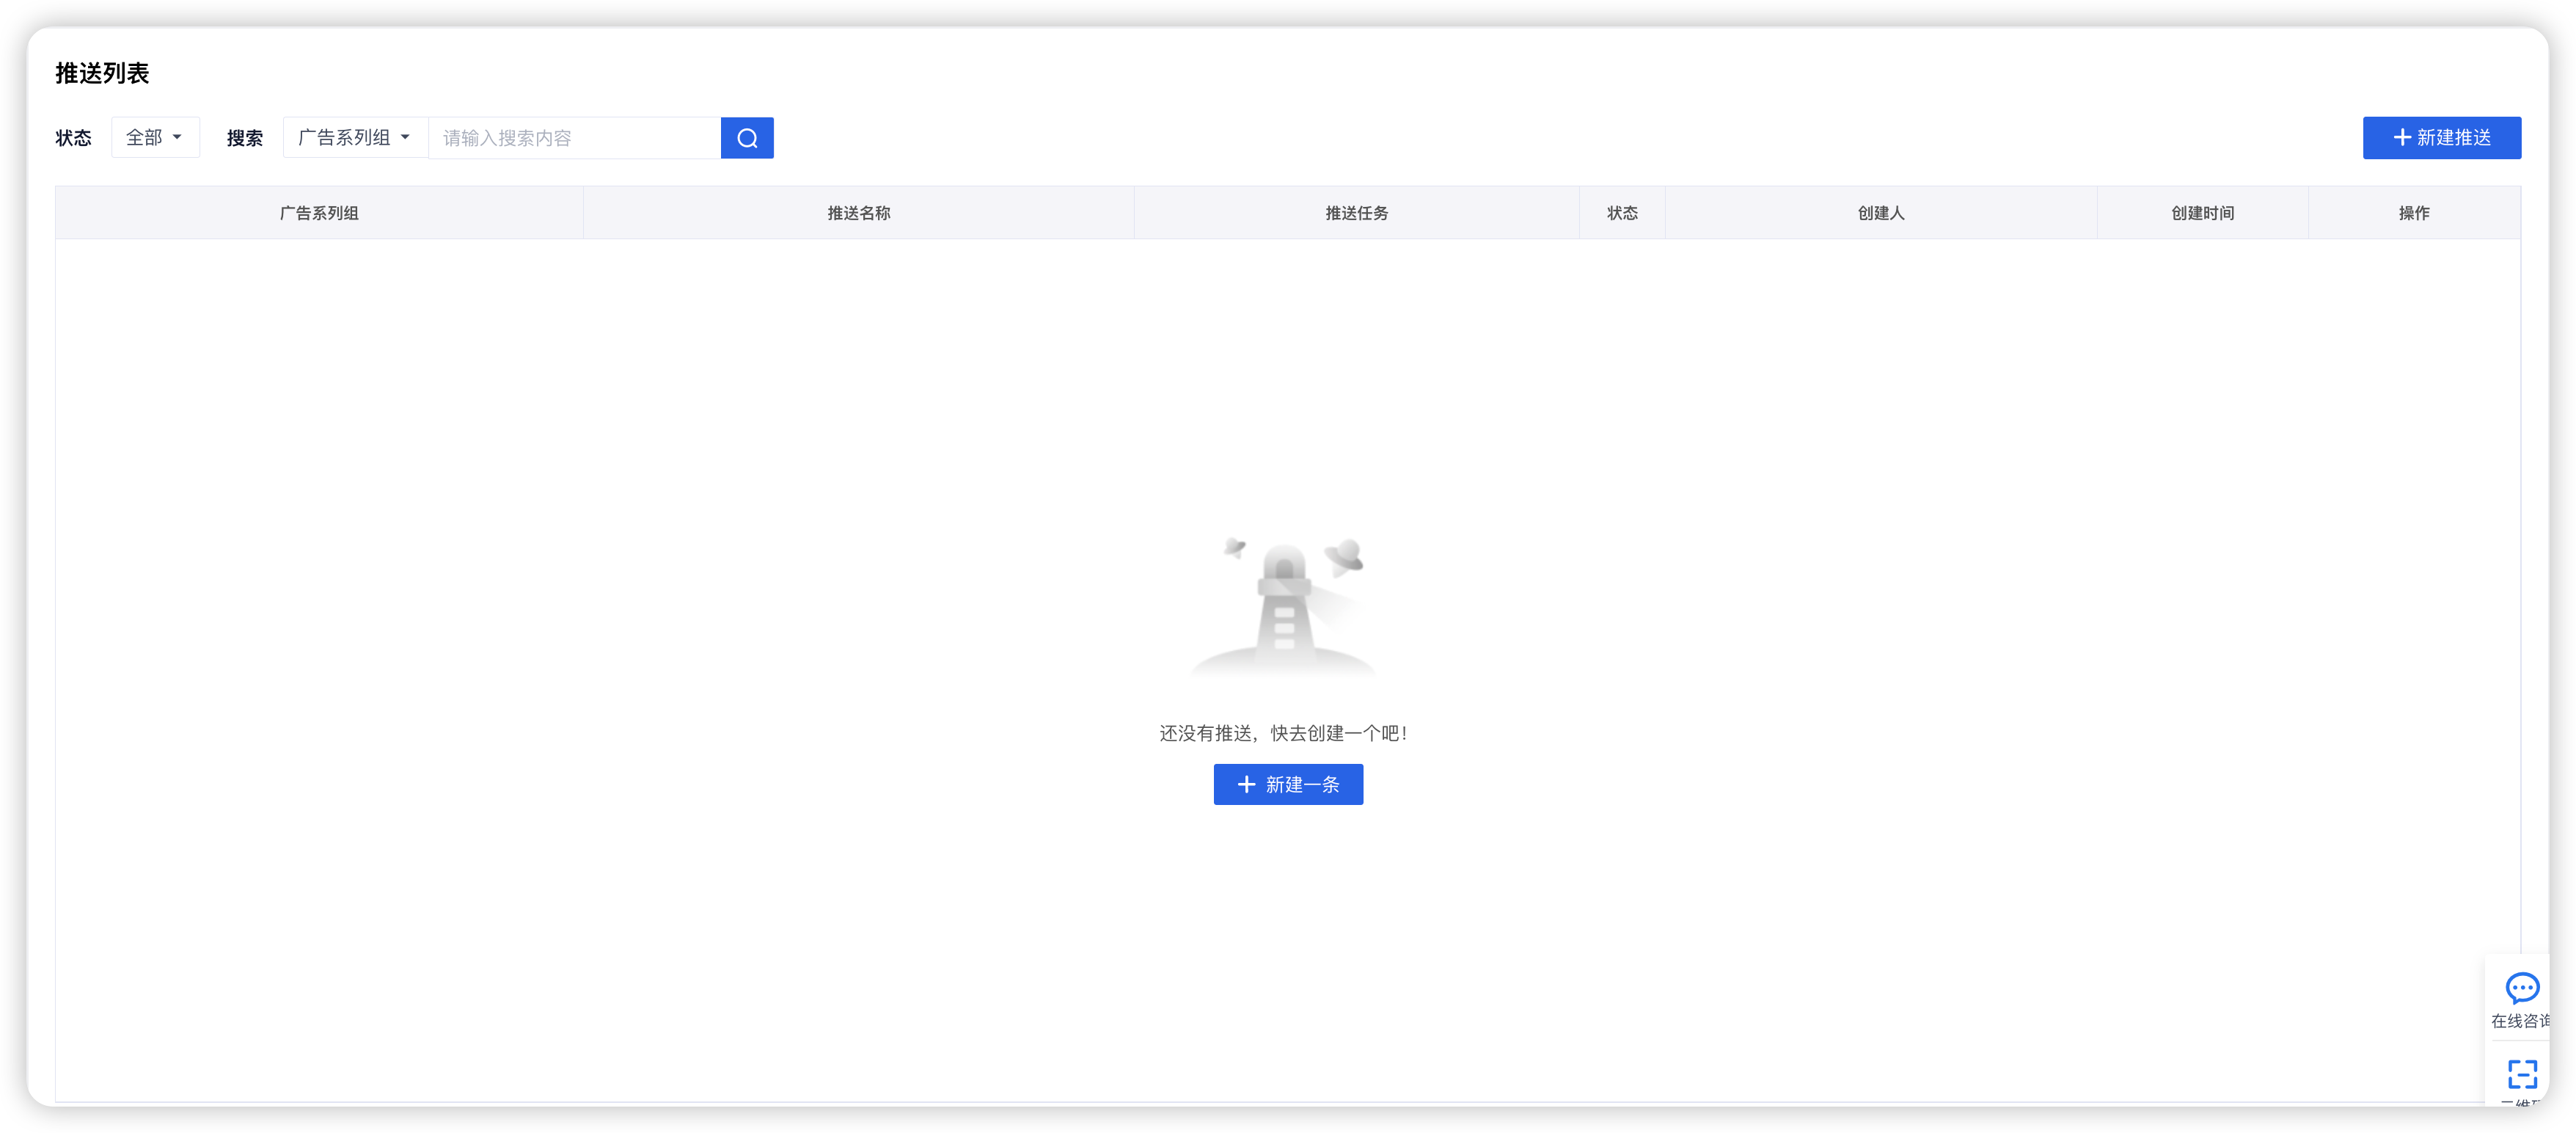 推送列表
状态 全部 搜索 广告系列组 请输入搜索内容 新建推送
广告系列组 推送名称 推送任务 状态 创建人 创建时间 操作
还没有推送，快去创建一个吧！
新建一条
在线咨询
二维码